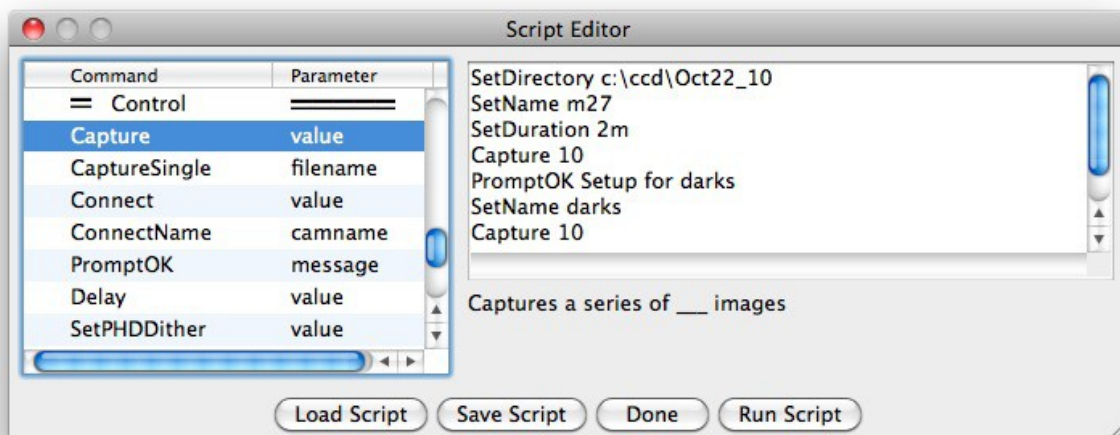 Script Editor
Command Parameter
= Control
Capture value
CaptureSingle filename
Connect value
ConnectName camname
PromptOK message
Delay value
SetPHDDither value
SetDirectory c:\ccd\Oct22_10
SetName m27
SetDuration 2m
Capture 10
PromptOK Setup for darks
SetName darks
Capture 10
Captures a series of ___ images
Load Script Save Script Done Run Script